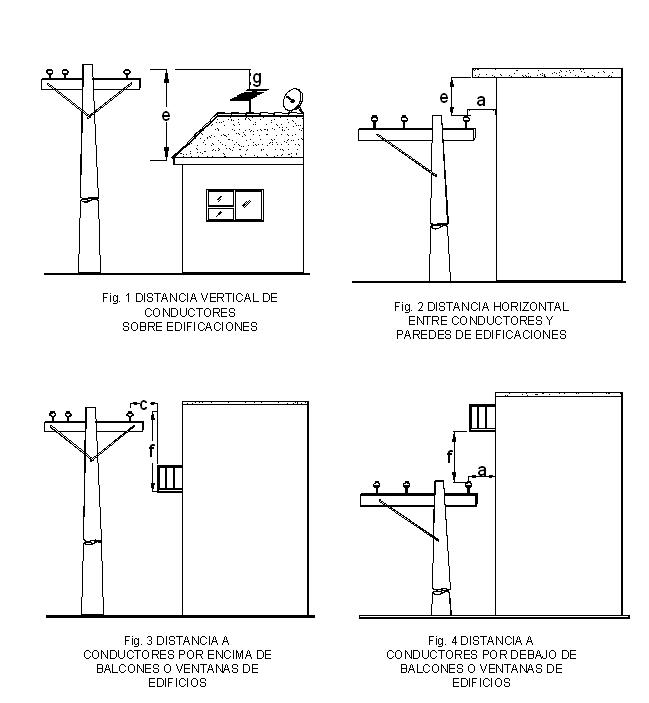 g
e
e
a
Fig. 1 DISTANCIA VERTICAL DE
CONDUCTORES
SOBRE EDIFICACIONES
Fig. 2 DISTANCIA HORIZONTAL
ENTRE CONDUCTORES Y
PAREDES DE EDIFICACIONES
c
f
f
a
Fig. 3 DISTANCIA A
CONDUCTORES POR ENCIMA DE
BALCONES O VENTANAS DE
EDIFICIOS
Fig. 4 DISTANCIA A
CONDUCTORES POR DEBAJO DE
BALCONES O VENTANAS DE
EDIFICIOS